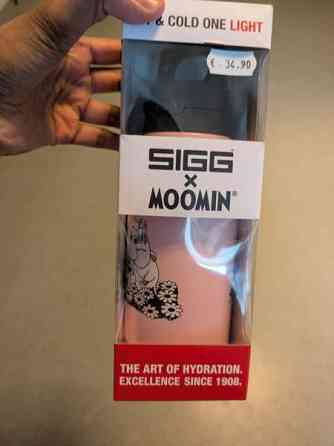 & COLD ONE LIGHT
€ 34,90
SIGG
×
MOOMIN®
THE ART OF HYDRATION.
EXCELLENCE SINCE 1908.